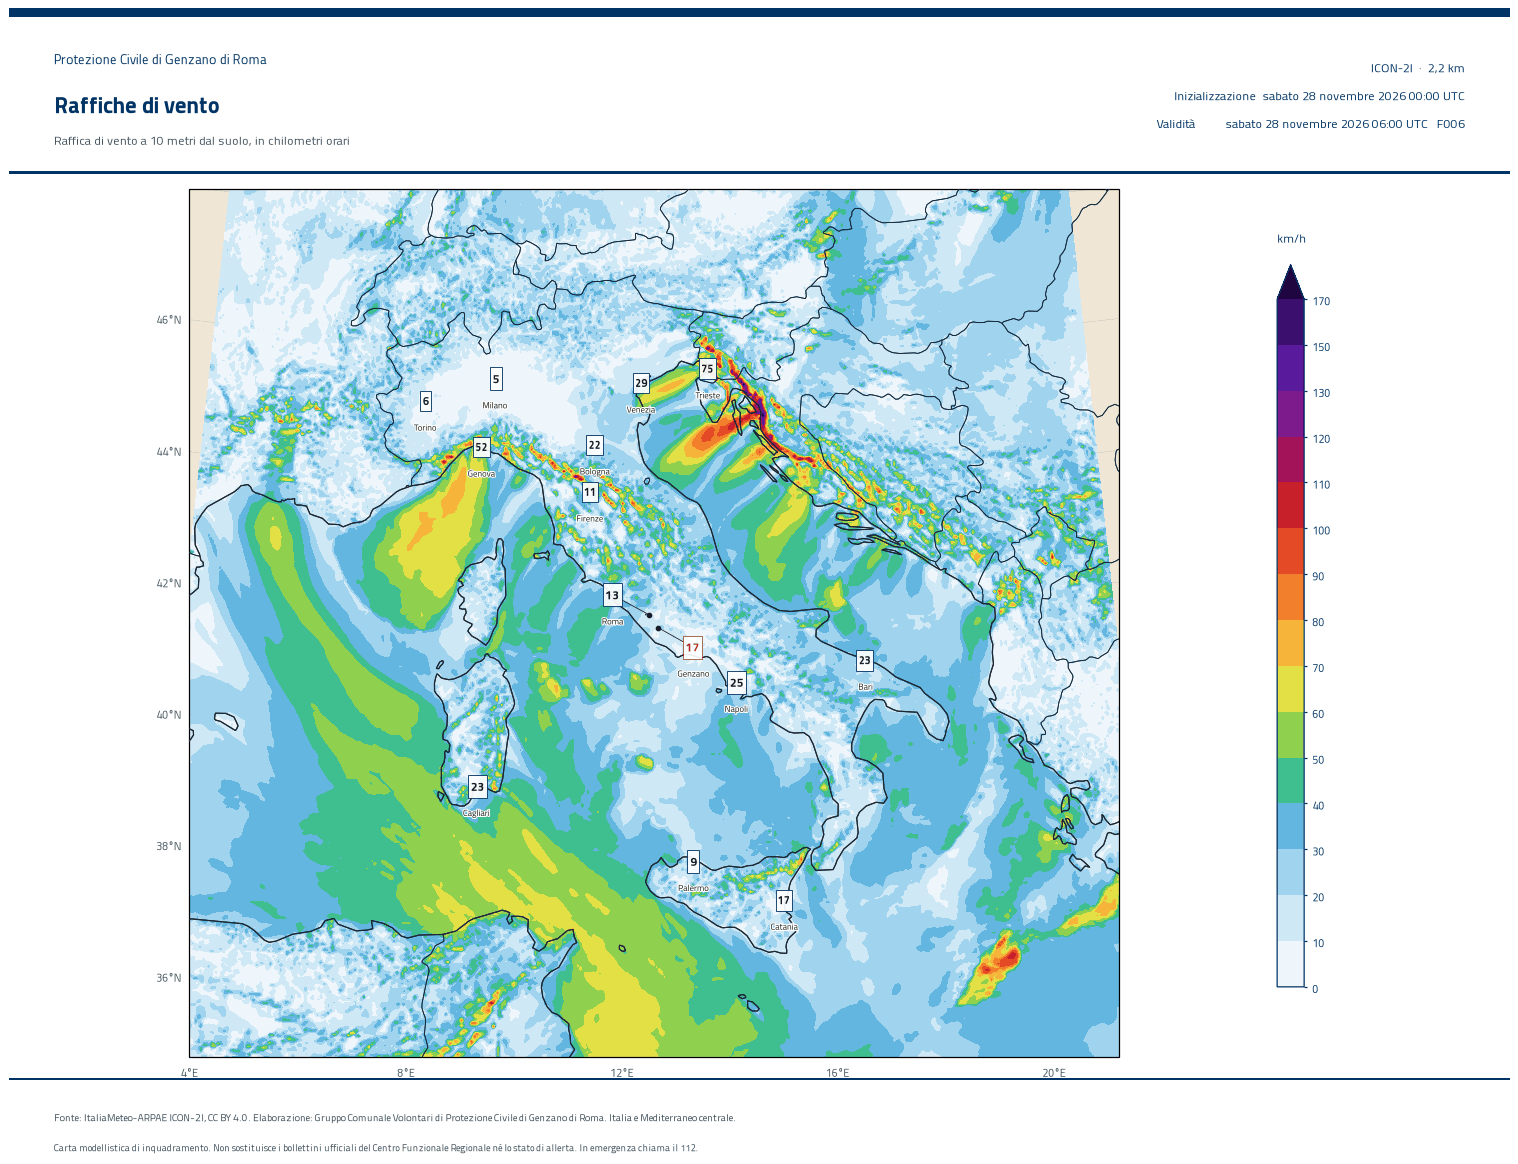 Protezione Civile di Genzano di Roma
Raffiche di vento
Raffica di vento a 10 metri dal suolo, in chilometri orari
ICON-2I · 2,2 km
Inizializzazione sabato 28 novembre 2026 00:00 UTC
Validità sabato 28 novembre 2026 06:00 UTC F006
km/h
170
150
130
120
110
100
90
80
70
60
50
40
30
20
10
0
46°N
44°N
42°N
40°N
38°N
36°N
4°E
8°E
12°E
16°E
20°E
75
Trieste
29
Venezia
5
Milano
6
Torino
52
Genova
22
Bologna
11
Firenze
13
Roma
17
Genzano
25
Napoli
23
Bari
23
Cagliari
9
Palermo
17
Catania
Fonte: ItaliaMeteo-ARPAE ICON-2I, CC BY 4.0. Elaborazione: Gruppo Comunale Volontari di Protezione Civile di Genzano di Roma. Italia e Mediterraneo centrale.
Carta modellistica di inquadramento. Non sostituisce i bollettini ufficiali del Centro Funzionale Regionale né lo stato di allerta. In emergenza chiama il 112.